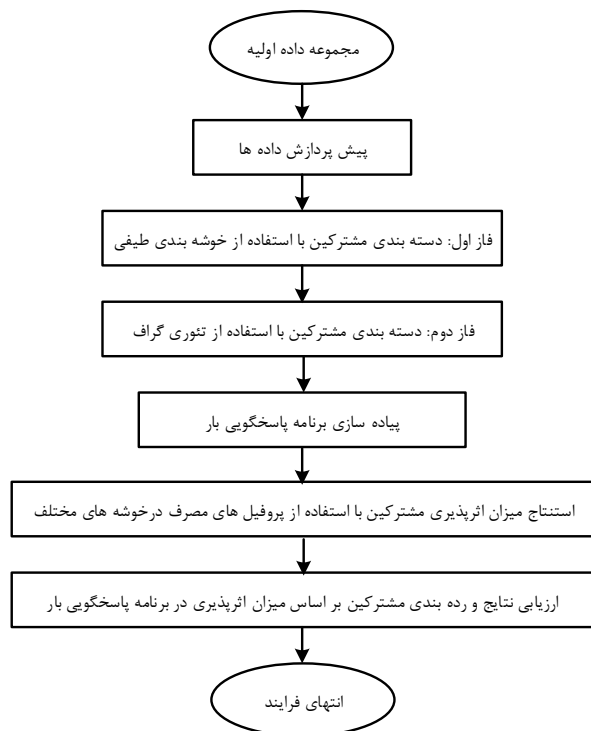 مجموعه داده اولیه
پیش پردازش داده ها
فاز اول: دسته بندی مشترکین با استفاده از خوشه بندی طیفی
فاز دوم: دسته بندی مشترکین با استفاده از تئوری گراف
پیاده سازی برنامه پاسخگویی بار
استنتاج میزان اثرپذیری مشترکین با استفاده از پروفیل های مصرف درخوشه های مختلف
ارزیابی نتایج و رده بندی مشترکین بر اساس میزان اثرپذیری در برنامه پاسخگویی بار
انتهای فرایند